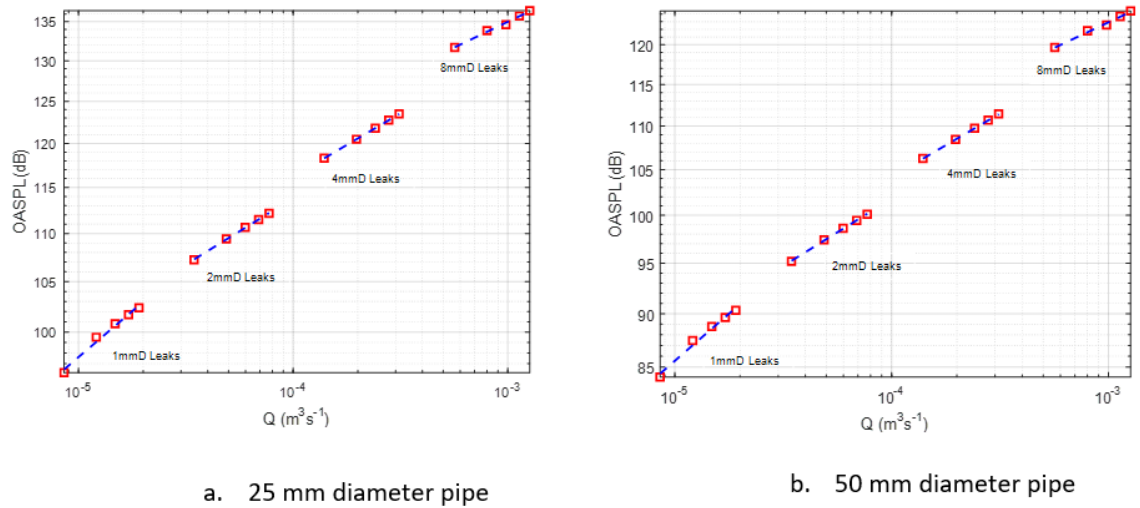 135
130
125
120
115
110
105
100
OASPL(dB)
8mmD Leaks
4mmD Leaks
2mmD Leaks
1mmD Leaks
10-5
10-4
10-3
Q (m3s-1)
a. 25 mm diameter pipe
120
115
110
105
100
95
90
85
OASPL(dB)
8mmD Leaks
4mmD Leaks
2mmD Leaks
1mmD Leaks
10-5
10-4
10-3
Q (m3s-1)
b. 50 mm diameter pipe